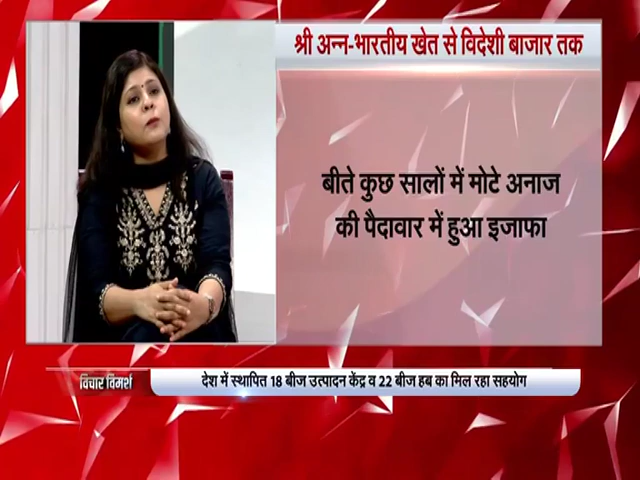 श्री अन्न-भारतीय खेत से विदेशी बाजार तक
बीते कुछ सालों में मोटे अनाज
की पैदावार में हुआ इजाफा
विचार विमर्श
देश में स्थापित 18 बीज उत्पादन केंद्र व 22 बीज हब का मिल रहा सहयोग